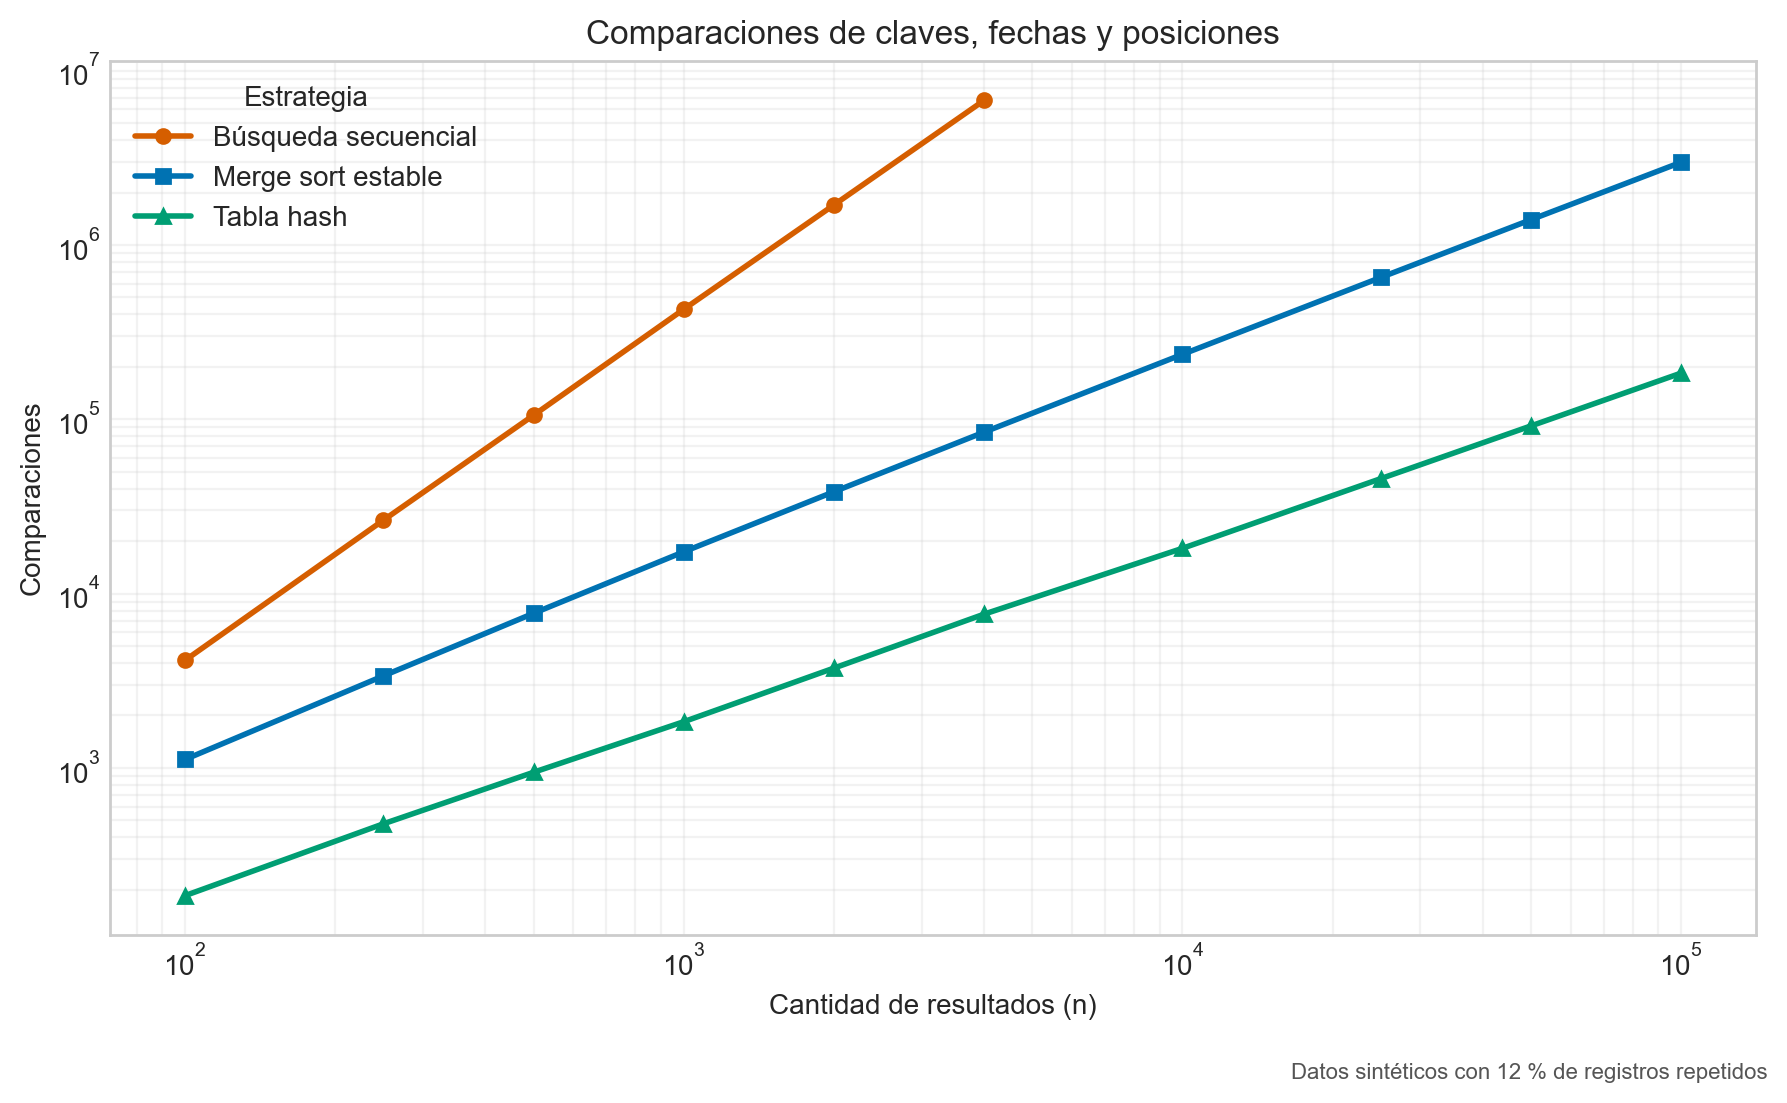 Comparaciones de claves, fechas y posiciones
Estrategia
Búsqueda secuencial
Merge sort estable
Tabla hash
Comparaciones
10^7
10^6
10^5
10^4
10^3
10^2
10^3
10^4
10^5
Cantidad de resultados (n)
Datos sintéticos con 12 % de registros repetidos